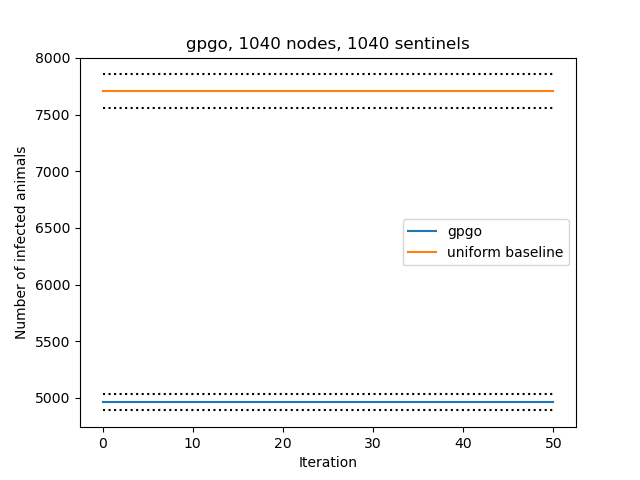 gpgo, 1040 nodes, 1040 sentinels
8000
7500
7000
6500
6000
5500
5000
Number of infected animals
gpgo
uniform baseline
0 10 20 30 40 50
Iteration